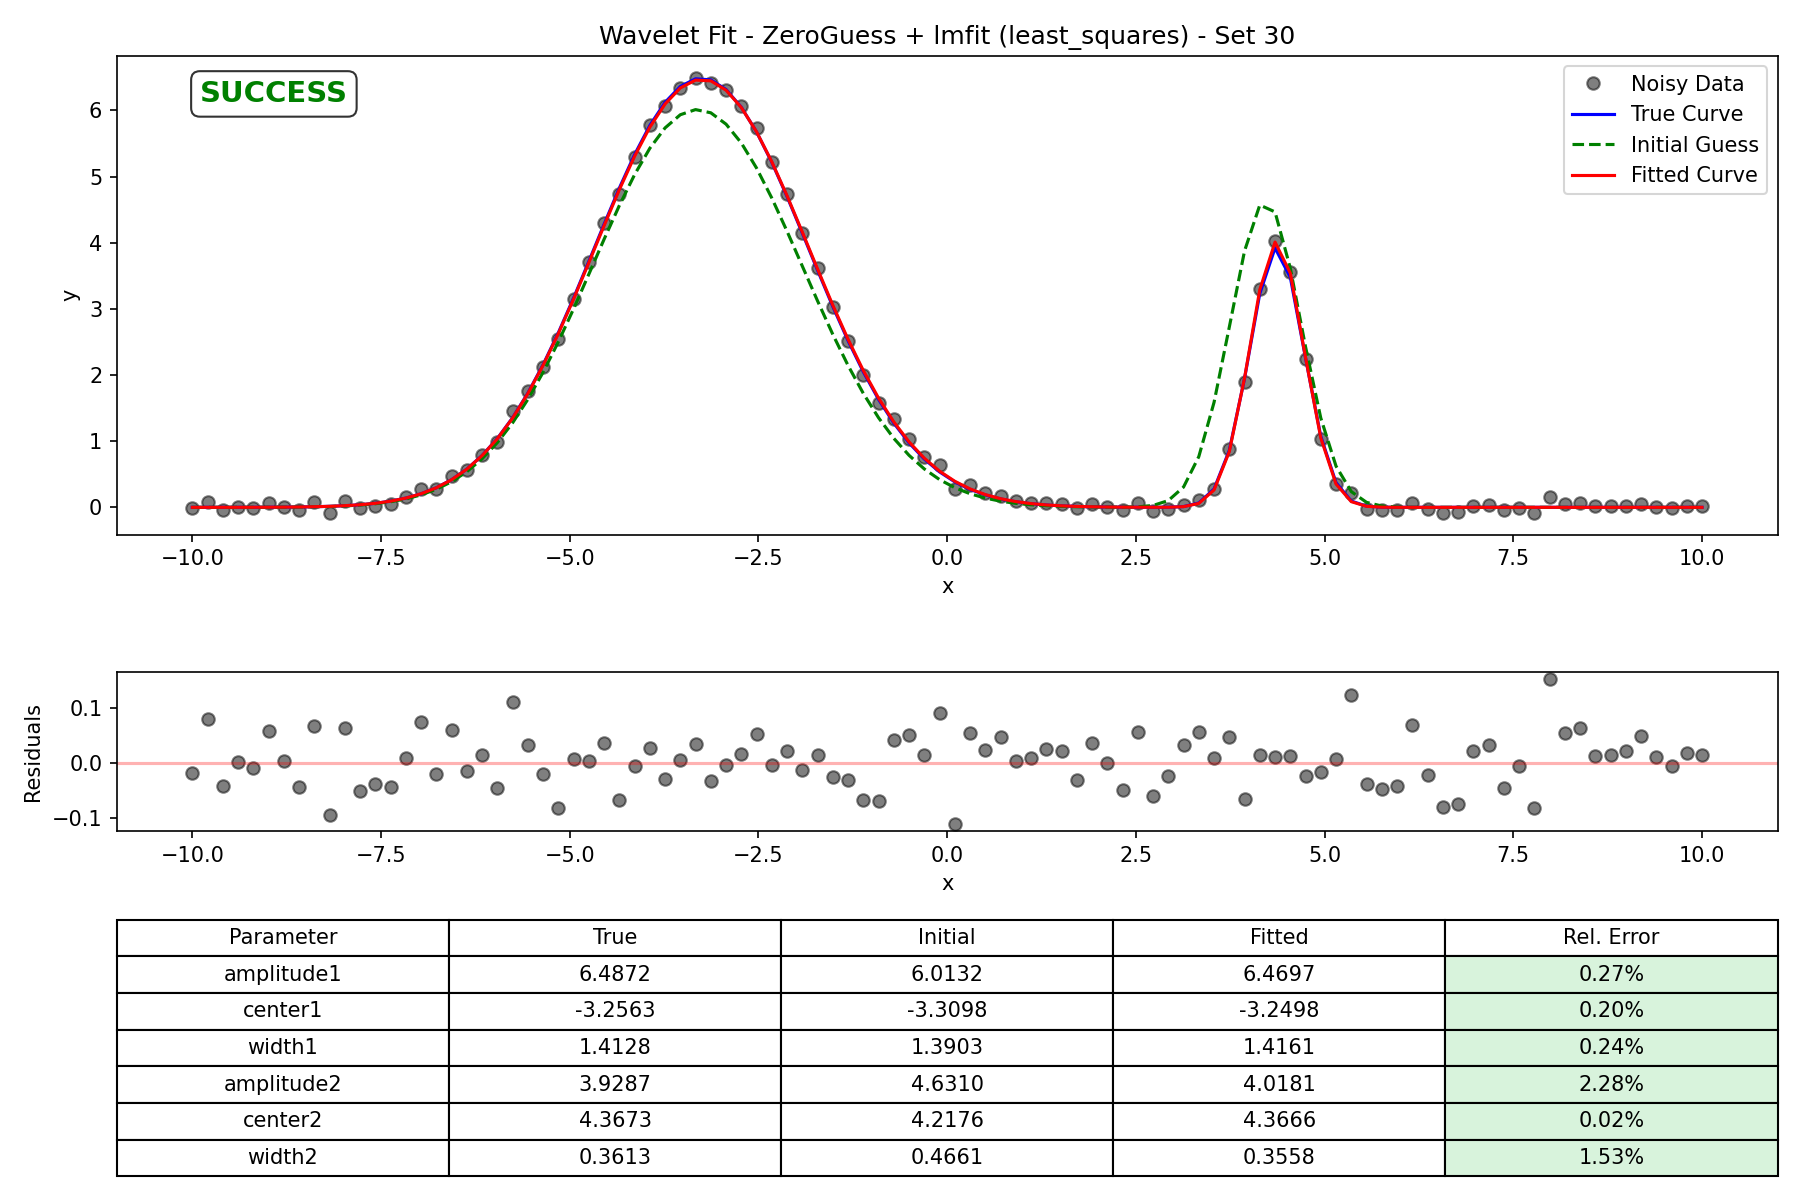 Wavelet Fit - ZeroGuess + lmfit (least_squares) - Set 30
SUCCESS
Noisy Data
True Curve
Initial Guess
Fitted Curve
y
6
5
4
3
2
1
0
−10.0 −7.5 −5.0 −2.5 0.0 2.5 5.0 7.5 10.0
x
Residuals
0.1
0.0
−0.1
−10.0 −7.5 −5.0 −2.5 0.0 2.5 5.0 7.5 10.0
x
Parameter True Initial Fitted Rel. Error
amplitude1 6.4872 6.0132 6.4697 0.27%
center1 -3.2563 -3.3098 -3.2498 0.20%
width1 1.4128 1.3903 1.4161 0.24%
amplitude2 3.9287 4.6310 4.0181 2.28%
center2 4.3673 4.2176 4.3666 0.02%
width2 0.3613 0.4661 0.3558 1.53%